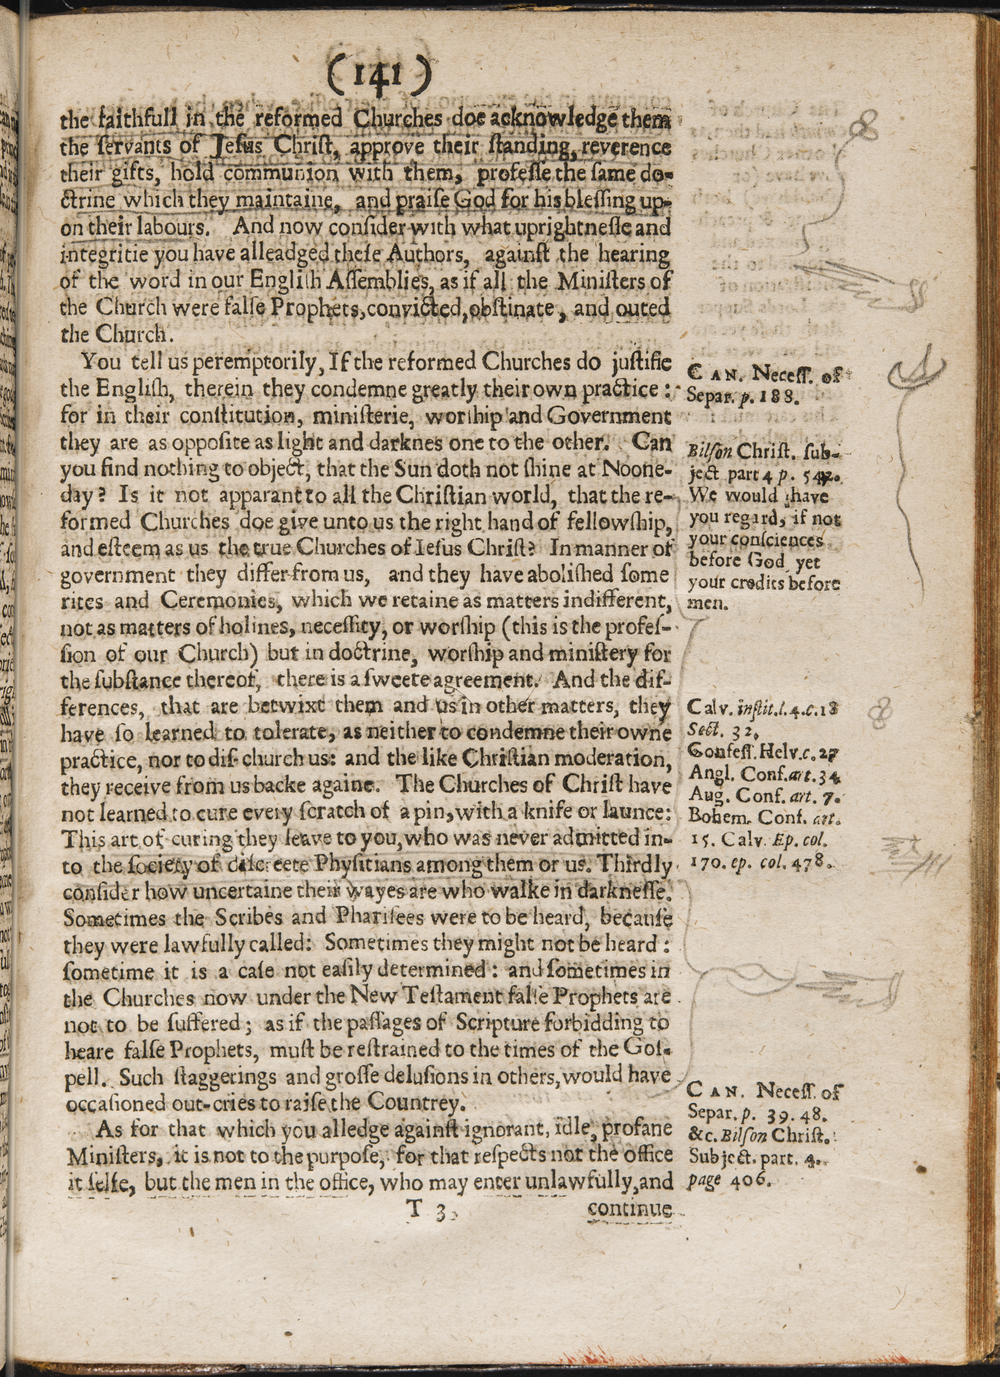 (141)
the faithfull in the reformed Churches doe acknowledge them
the ſervants of Jeſus Chriſt, approve their ſtanding, reverence
their gifts, hold communion with them, profeſſe the ſame do-
ctrine which they maintaine, and praiſe God for his bleſſing up-
on their labours. And now conſider with what uprightneſſe and
integritie you have alleadged theſe Authors, againſt the hearing
of the word in our Engliſh Aſſemblies, as if all the Miniſters of
the Church were falſe Prophets, convicted, obſtinate, and outed
the Church.
You tell us peremptorily, If the reformed Churches do juſtifie
the Engliſh, therein they condemne greatly their own practice:
for in their conſtitution, miniſterie, worſhip and Government
they are as oppoſite as light and darknes one to the other. Can
you find nothing to object, that the Sun doth not ſhine at Noone-
day? Is it not apparant to all the Chriſtian world, that the re-
formed Churches doe give unto us the right hand of fellowſhip,
and eſteem as us the true Churches of Ieſus Chriſt? In manner of
government they differ from us, and they have aboliſhed ſome
rites and Ceremonies, which we retaine as matters indifferent,
not as matters of holines, neceſſity, or worſhip (this is the profeſ-
ſion of our Church) but in doctrine, worſhip and miniſtery for
the ſubſtance thereof, there is a ſweete agreement. And the dif-
ferences, that are betwixt them and us in other matters, they
have ſo learned to tolerate, as neither to condemne their owne
practice, nor to diſ-church us: and the like Chriſtian moderation,
they receive from us backe againe. The Churches of Chriſt have
not learned to cure every ſcratch of a pin, with a knife or launce:
This art of curing they leave to you, who was never admitted in-
to the ſociety of diſcreete Phyſitians among them or us. Thirdly
conſider how uncertaine their wayes are who walke in darkneſſe.
Sometimes the Scribes and Phariſees were to be heard, becauſe
they were lawfully called: Sometimes they might not be heard:
ſometime it is a caſe not eaſily determined: and ſometimes in
the Churches now under the New Teſtament falſe Prophets are
not to be ſuffered; as if the paſſages of Scripture forbidding to
heare falſe Prophets, muſt be reſtrained to the times of the Goſ-
pell. Such ſtaggerings and groſſe deluſions in others, would have
occaſioned out-cries to raiſe the Countrey.
As for that which you alledge againſt ignorant, idle, profane
Miniſters, it is not to the purpoſe, for that reſpects not the office
it ſelfe, but the men in the office, who may enter unlawfully, and
T 3.
continue
CAN. Neceſſ. of
Separ. p. 188.
Bilſon Chriſt. ſub-
ject part 4 p. 542.
We would have
you regard, if not
your conſciences
before God yet
your credits before
men.
Calv. inſtit. l. 4. c. 18
Sect. 32.
Confeſſ. Helv. c. 27
Angl. Conf. art. 34
Aug. Conf. art. 7.
Bohem. Conf. art.
15. Calv. Ep. col.
170. ep. col. 478.
CAN. Neceſſ. of
Separ. p. 39. 48.
&c. Bilſon Chriſt.
Subject. part. 4.
page 406.